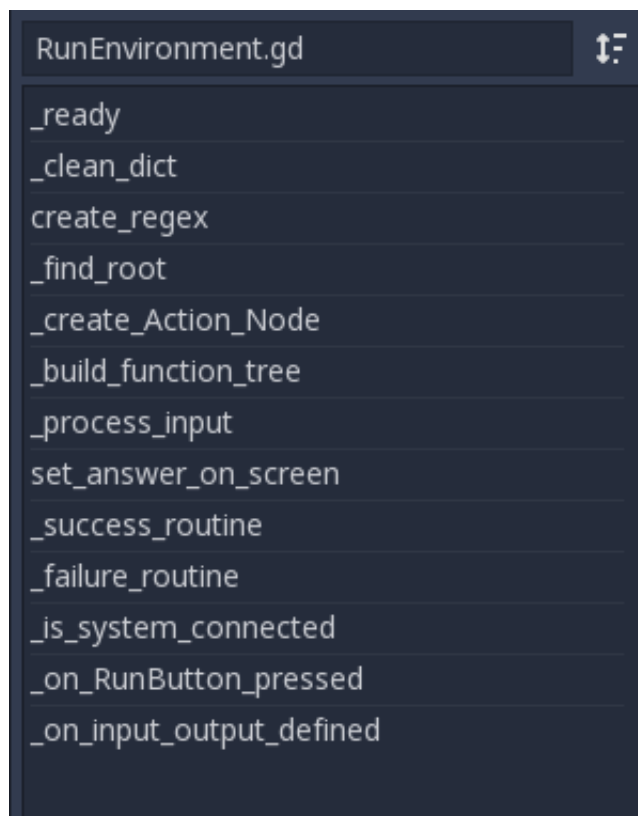 RunEnvironment.gd
_ready
_clean_dict
create_regex
_find_root
_create_Action_Node
_build_function_tree
_process_input
set_answer_on_screen
_success_routine
_failure_routine
_is_system_connected
_on_RunButton_pressed
_on_input_output_defined